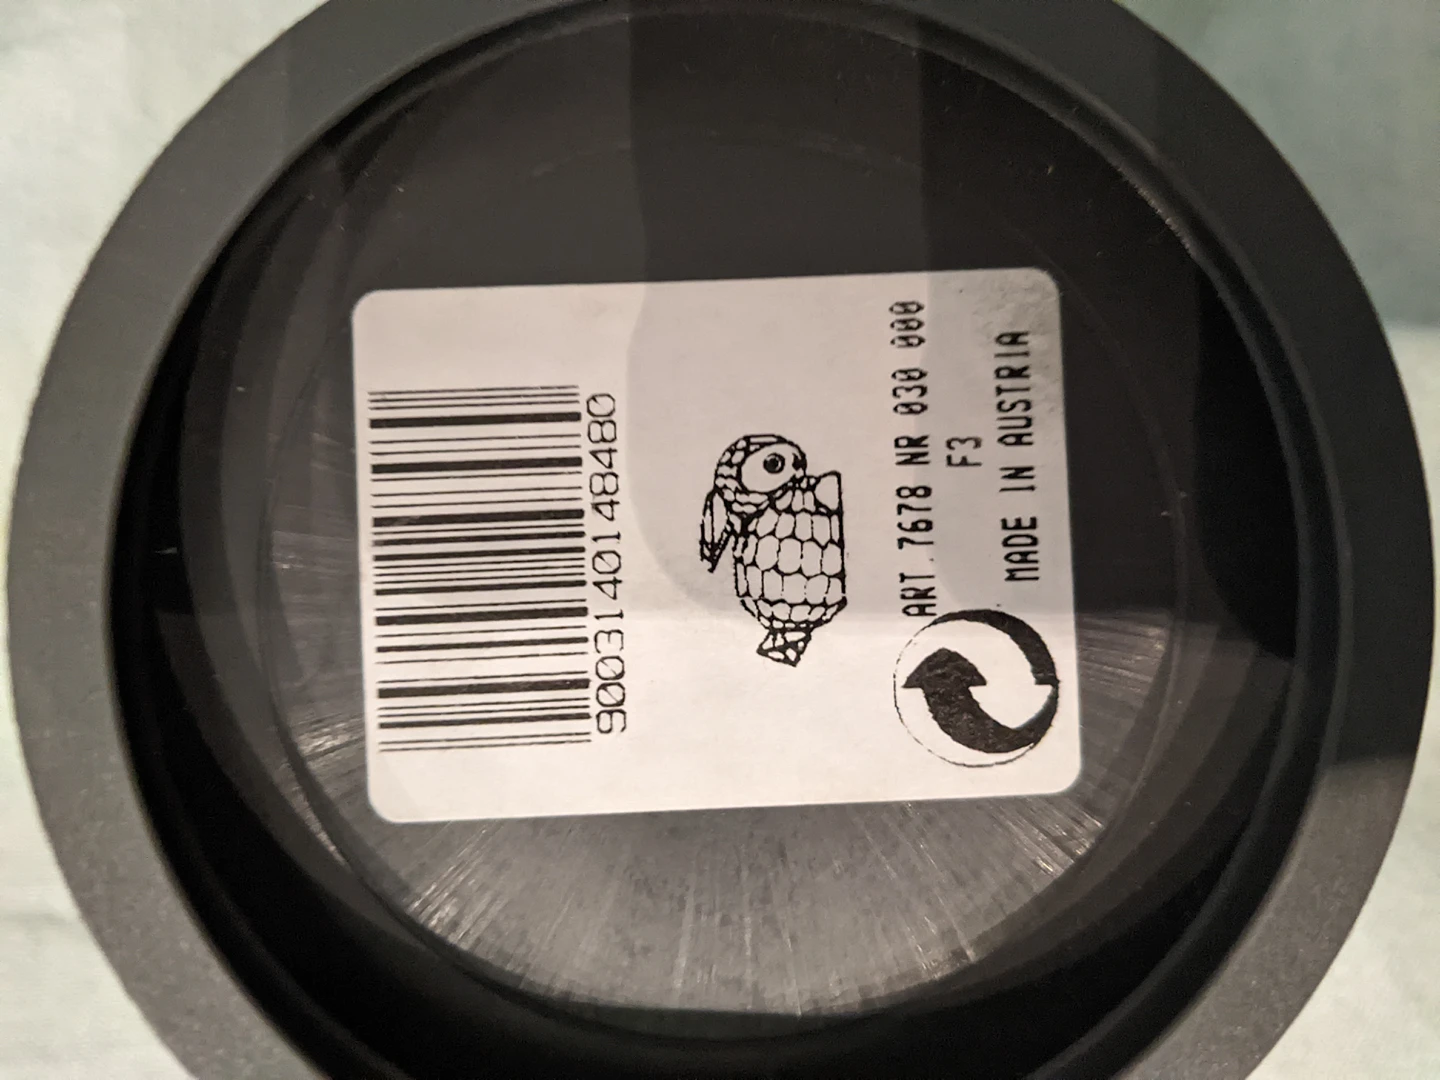 9003140148480
ART.7678 NR 030 000
F3
MADE IN AUSTRIA